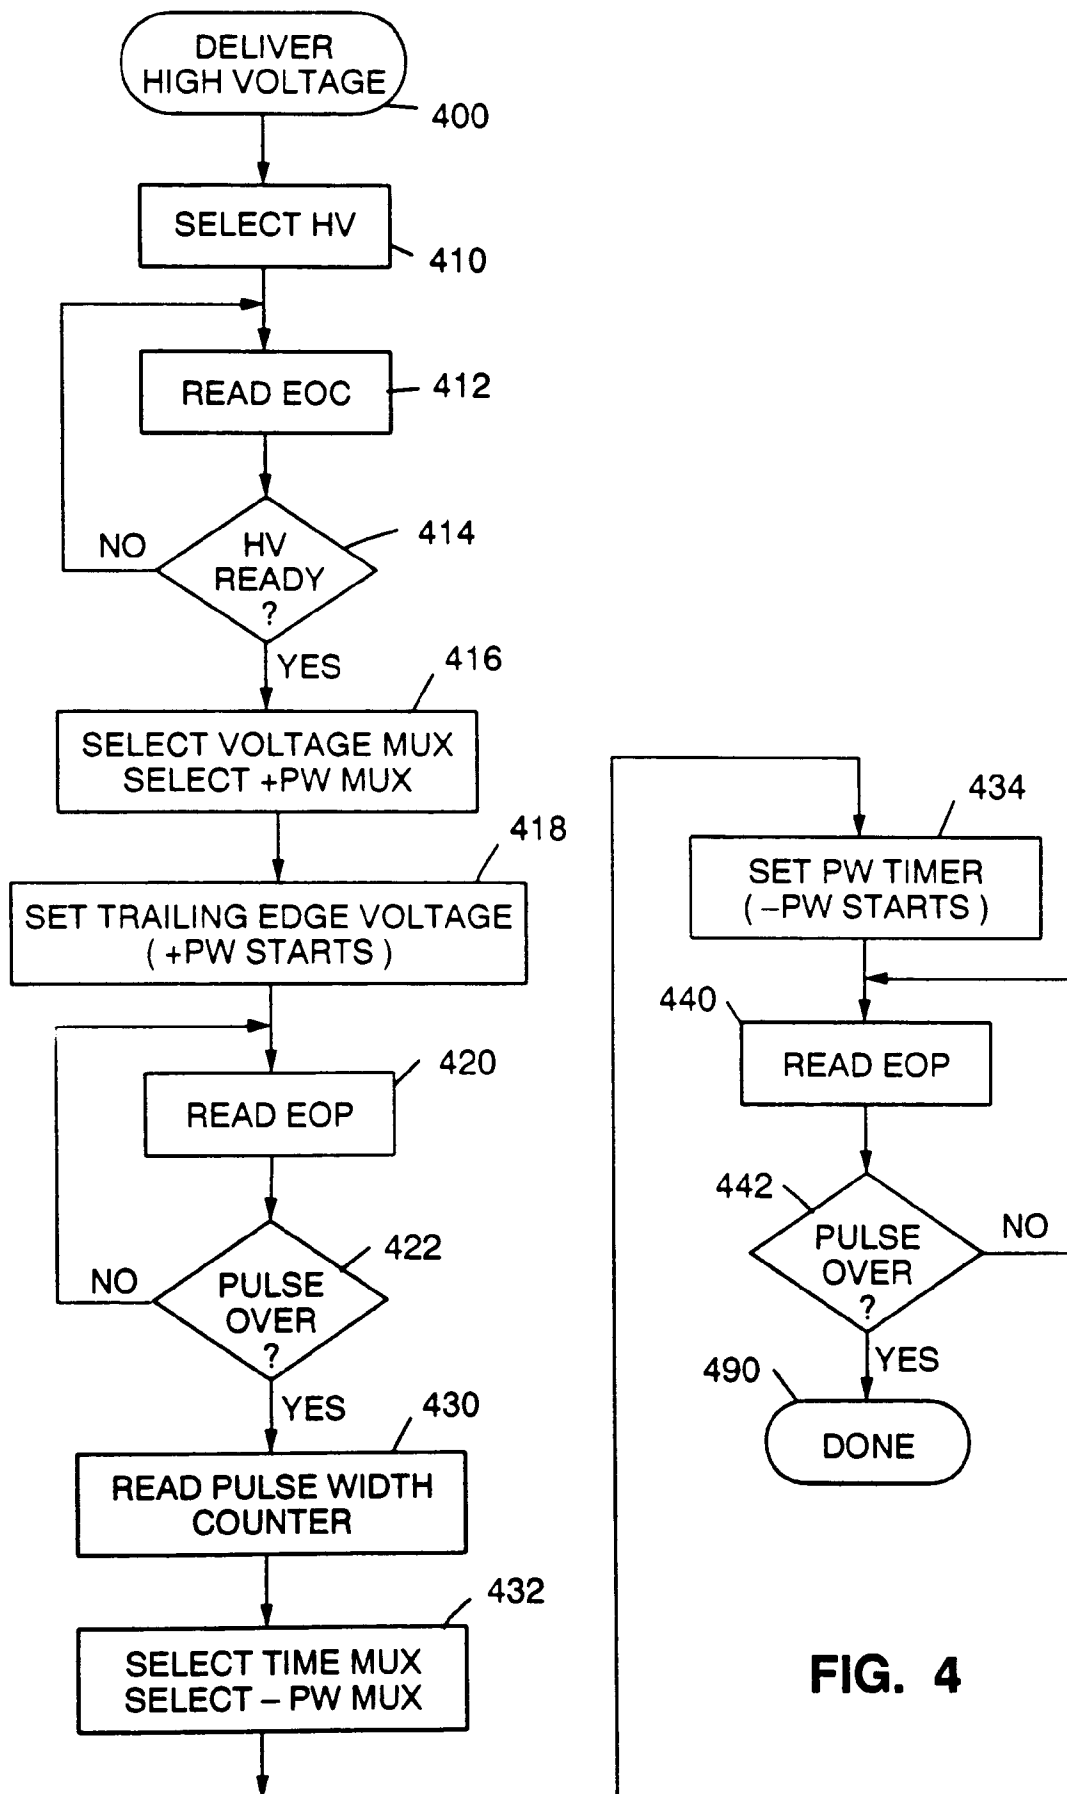 DELIVER
HIGH VOLTAGE
400
SELECT HV
410
READ EOC
412
HV
READY
?
414
NO
YES
416
SELECT VOLTAGE MUX
SELECT +PW MUX
418
SET TRAILING EDGE VOLTAGE
( +PW STARTS )
420
READ EOP
422
PULSE
OVER
?
NO
YES
430
READ PULSE WIDTH
COUNTER
432
SELECT TIME MUX
SELECT – PW MUX
434
SET PW TIMER
( –PW STARTS )
440
READ EOP
442
PULSE
OVER
?
NO
YES
490
DONE
FIG. 4